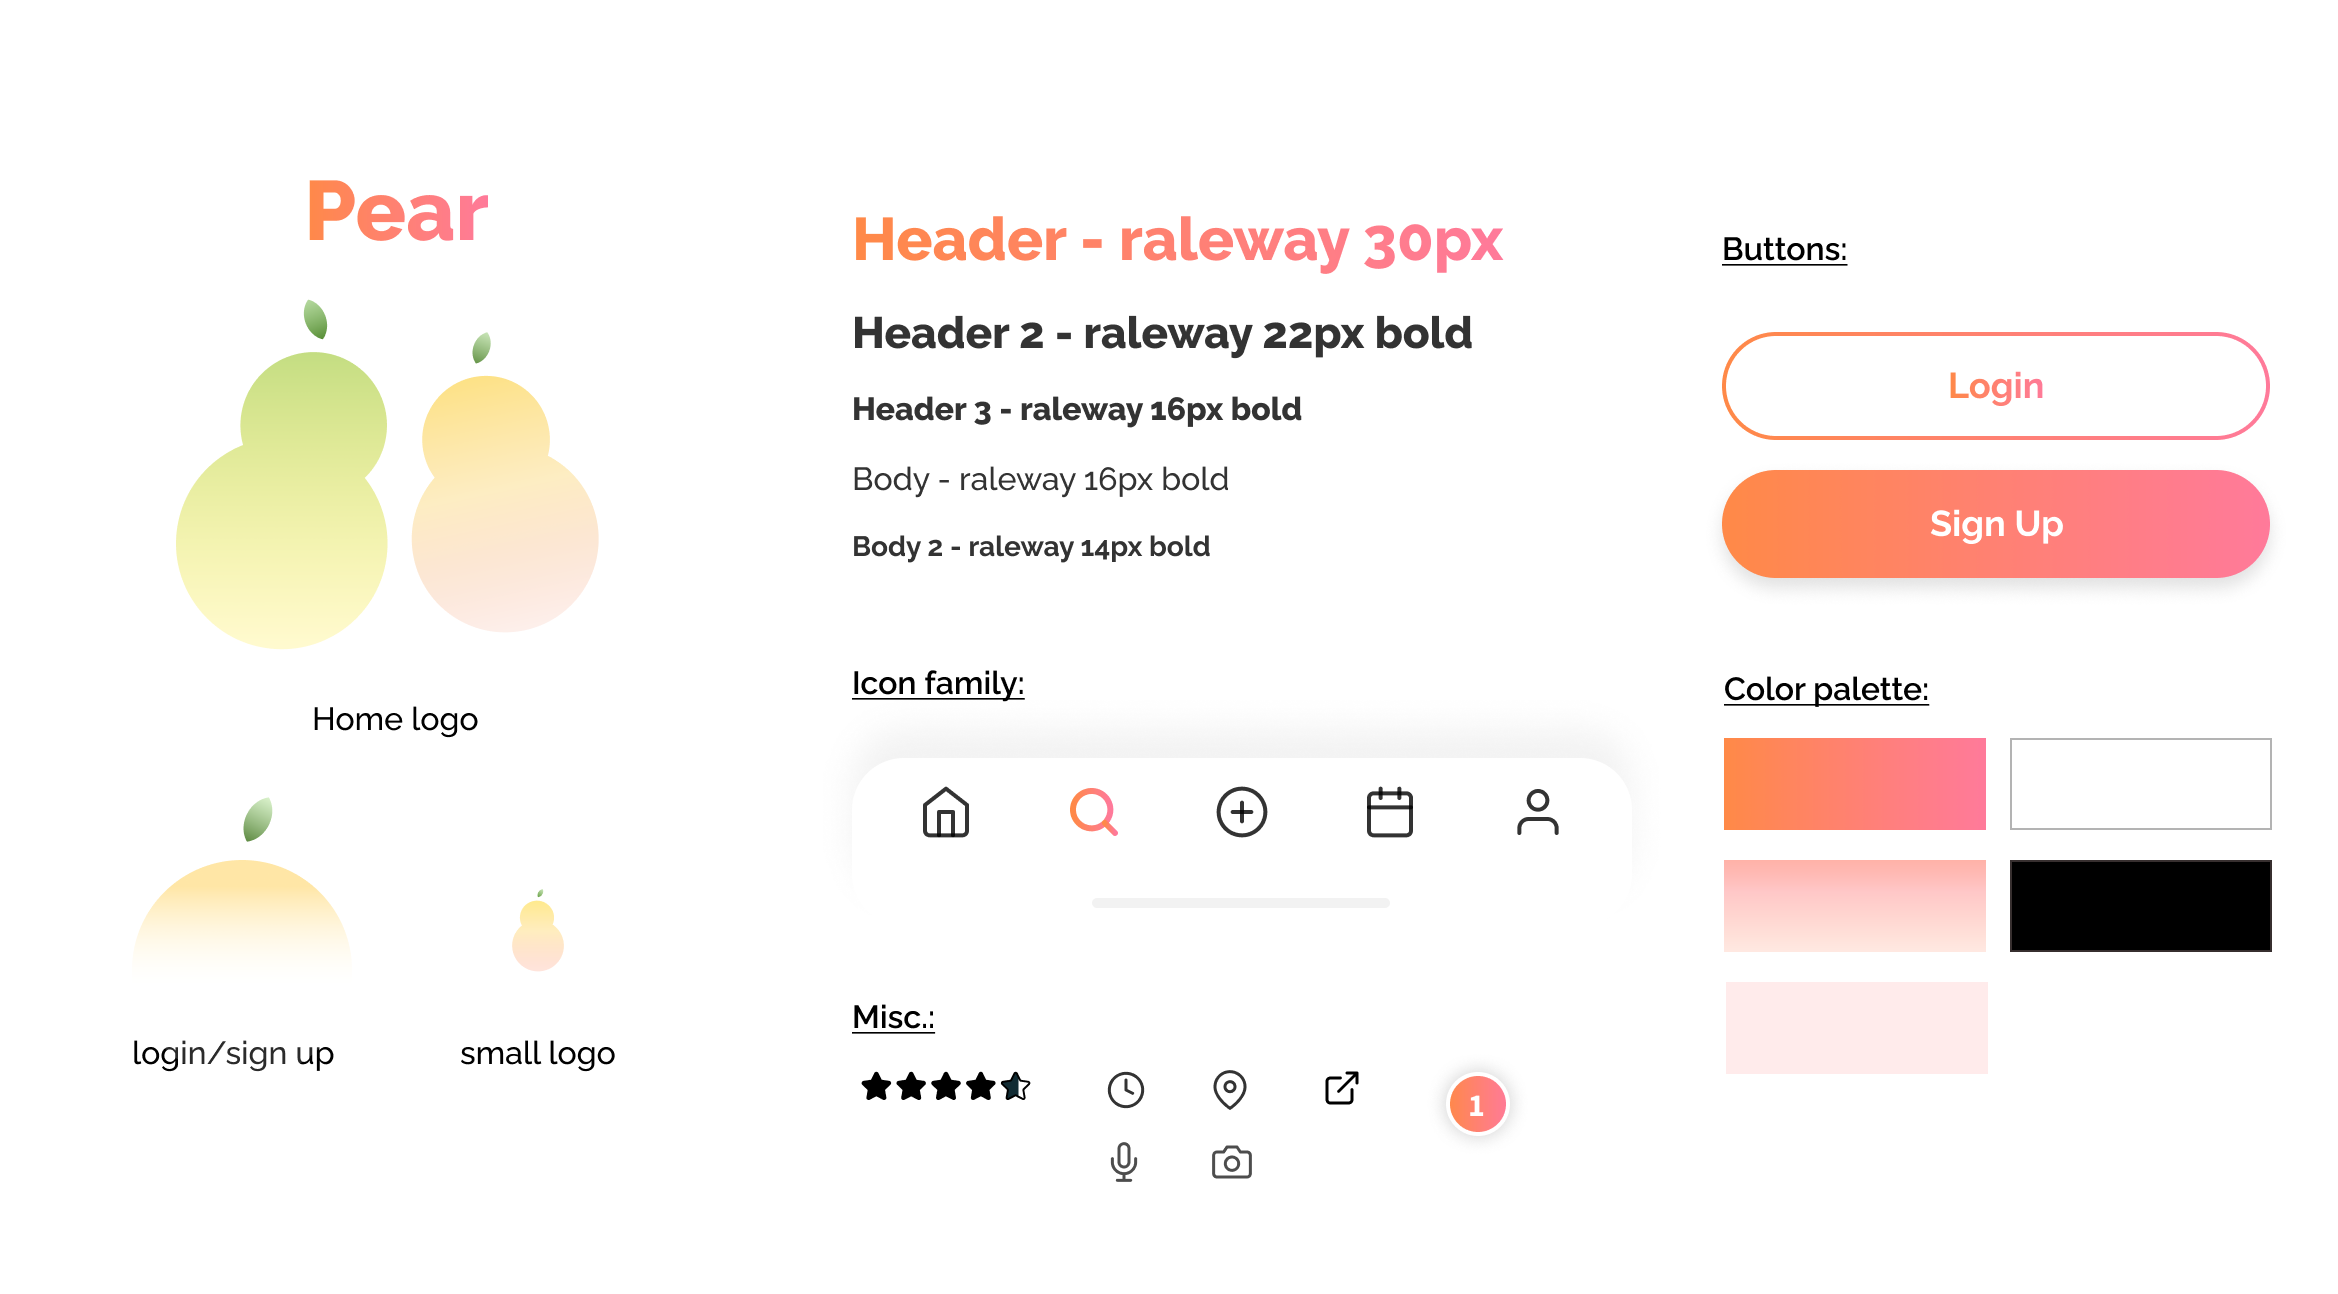 Pear
Home logo
login/sign up
small logo
Header - raleway 30px
Header 2 - raleway 22px bold
Header 3 - raleway 16px bold
Body - raleway 16px bold
Body 2 - raleway 14px bold
Icon family:
Misc.:
1
Buttons:
Login
Sign Up
Color palette: